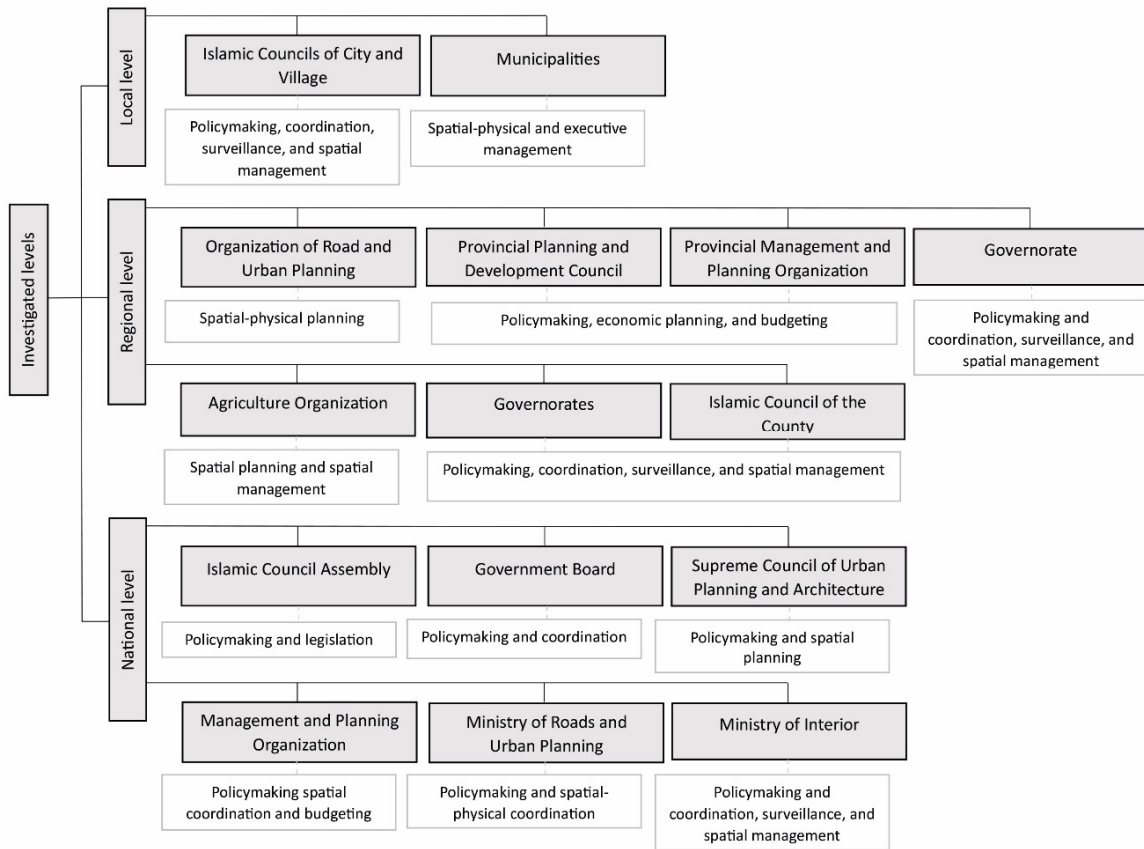 Investigated levels
Local level
Islamic Councils of City and
Village
Municipalities
Policymaking, coordination,
surveillance, and spatial
management
Spatial-physical and executive
management
Regional level
Organization of Road and
Urban Planning
Provincial Planning and
Development Council
Provincial Management and
Planning Organization
Governorate
Spatial-physical planning
Policymaking, economic planning, and budgeting
Policymaking and
coordination, surveillance, and
spatial management
Agriculture Organization
Governorates
Islamic Council of the
County
Spatial planning and spatial
management
Policymaking, coordination, surveillance, and spatial management
National level
Islamic Council Assembly
Government Board
Supreme Council of Urban
Planning and Architecture
Policymaking and legislation
Policymaking and coordination
Policymaking and spatial
planning
Management and Planning
Organization
Ministry of Roads and
Urban Planning
Ministry of Interior
Policymaking spatial
coordination and budgeting
Policymaking and spatial-
physical coordination
Policymaking and
coordination, surveillance, and
spatial management